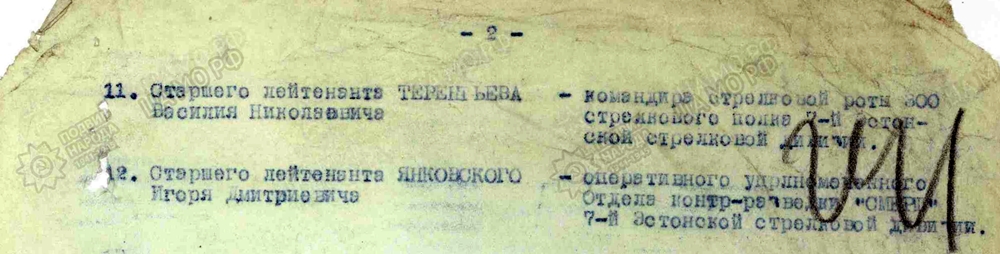 - 2 -
11. Старшего лейтенанта ТЕРЕНТЬЕВА - командира стрелковой роты 300
Василия Николаевича стрелкового полка 7-й Эстон-
ской стрелковой дивизии.
12. Старшего лейтенанта ЯНКОВСКОГО - оперативного
Игоря Дмитриевича Отдела контр-разведки "СМЕРШ"
7-й Эстонской стрелковой дивизии.